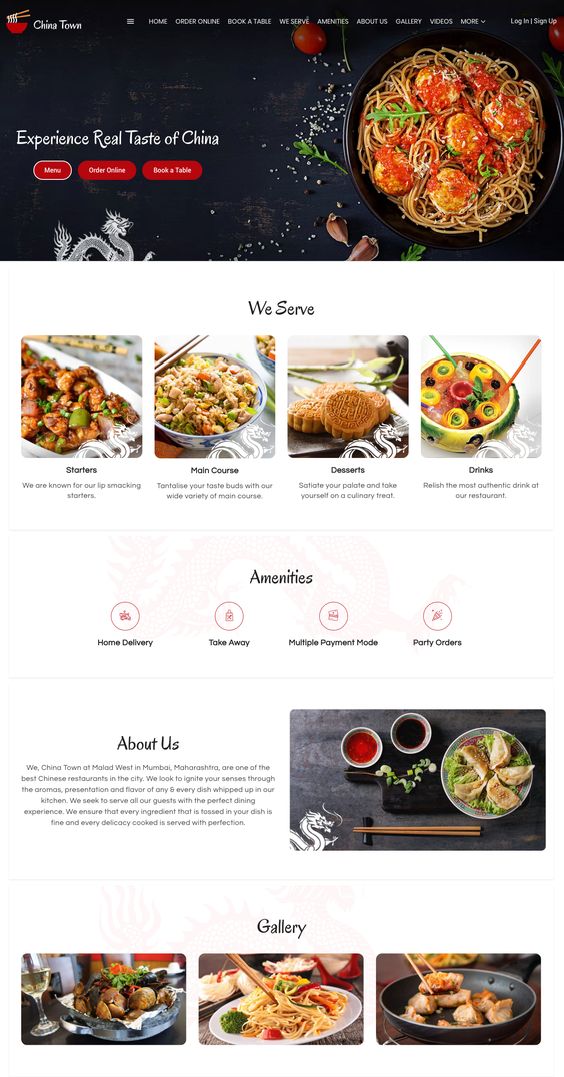 China Town
HOME ORDER ONLINE BOOK A TABLE WE SERVE AMENITIES ABOUT US GALLERY VIDEOS MORE
Log In | Sign Up
Experience Real Taste of China
Menu Order Online Book a Table
We Serve
Starters
We are known for our lip smacking
starters.
Main Course
Tantalise your taste buds with our
wide variety of main course.
Desserts
Satiate your palate and take
yourself on a culinary treat.
Drinks
Relish the most authentic drink at
our restaurant.
Amenities
Home Delivery Take Away Multiple Payment Mode Party Orders
About Us
We, China Town at Malad West in Mumbai, Maharashtra, are one of the
best Chinese restaurants in the city. We look to ignite your senses through
the aromas, presentation and flavor of any & every dish whipped up in our
kitchen. We seek to serve all our guests with the perfect dining
experience. We ensure that every ingredient that is tossed in your dish is
fine and every delicacy cooked is served with perfection.
Gallery